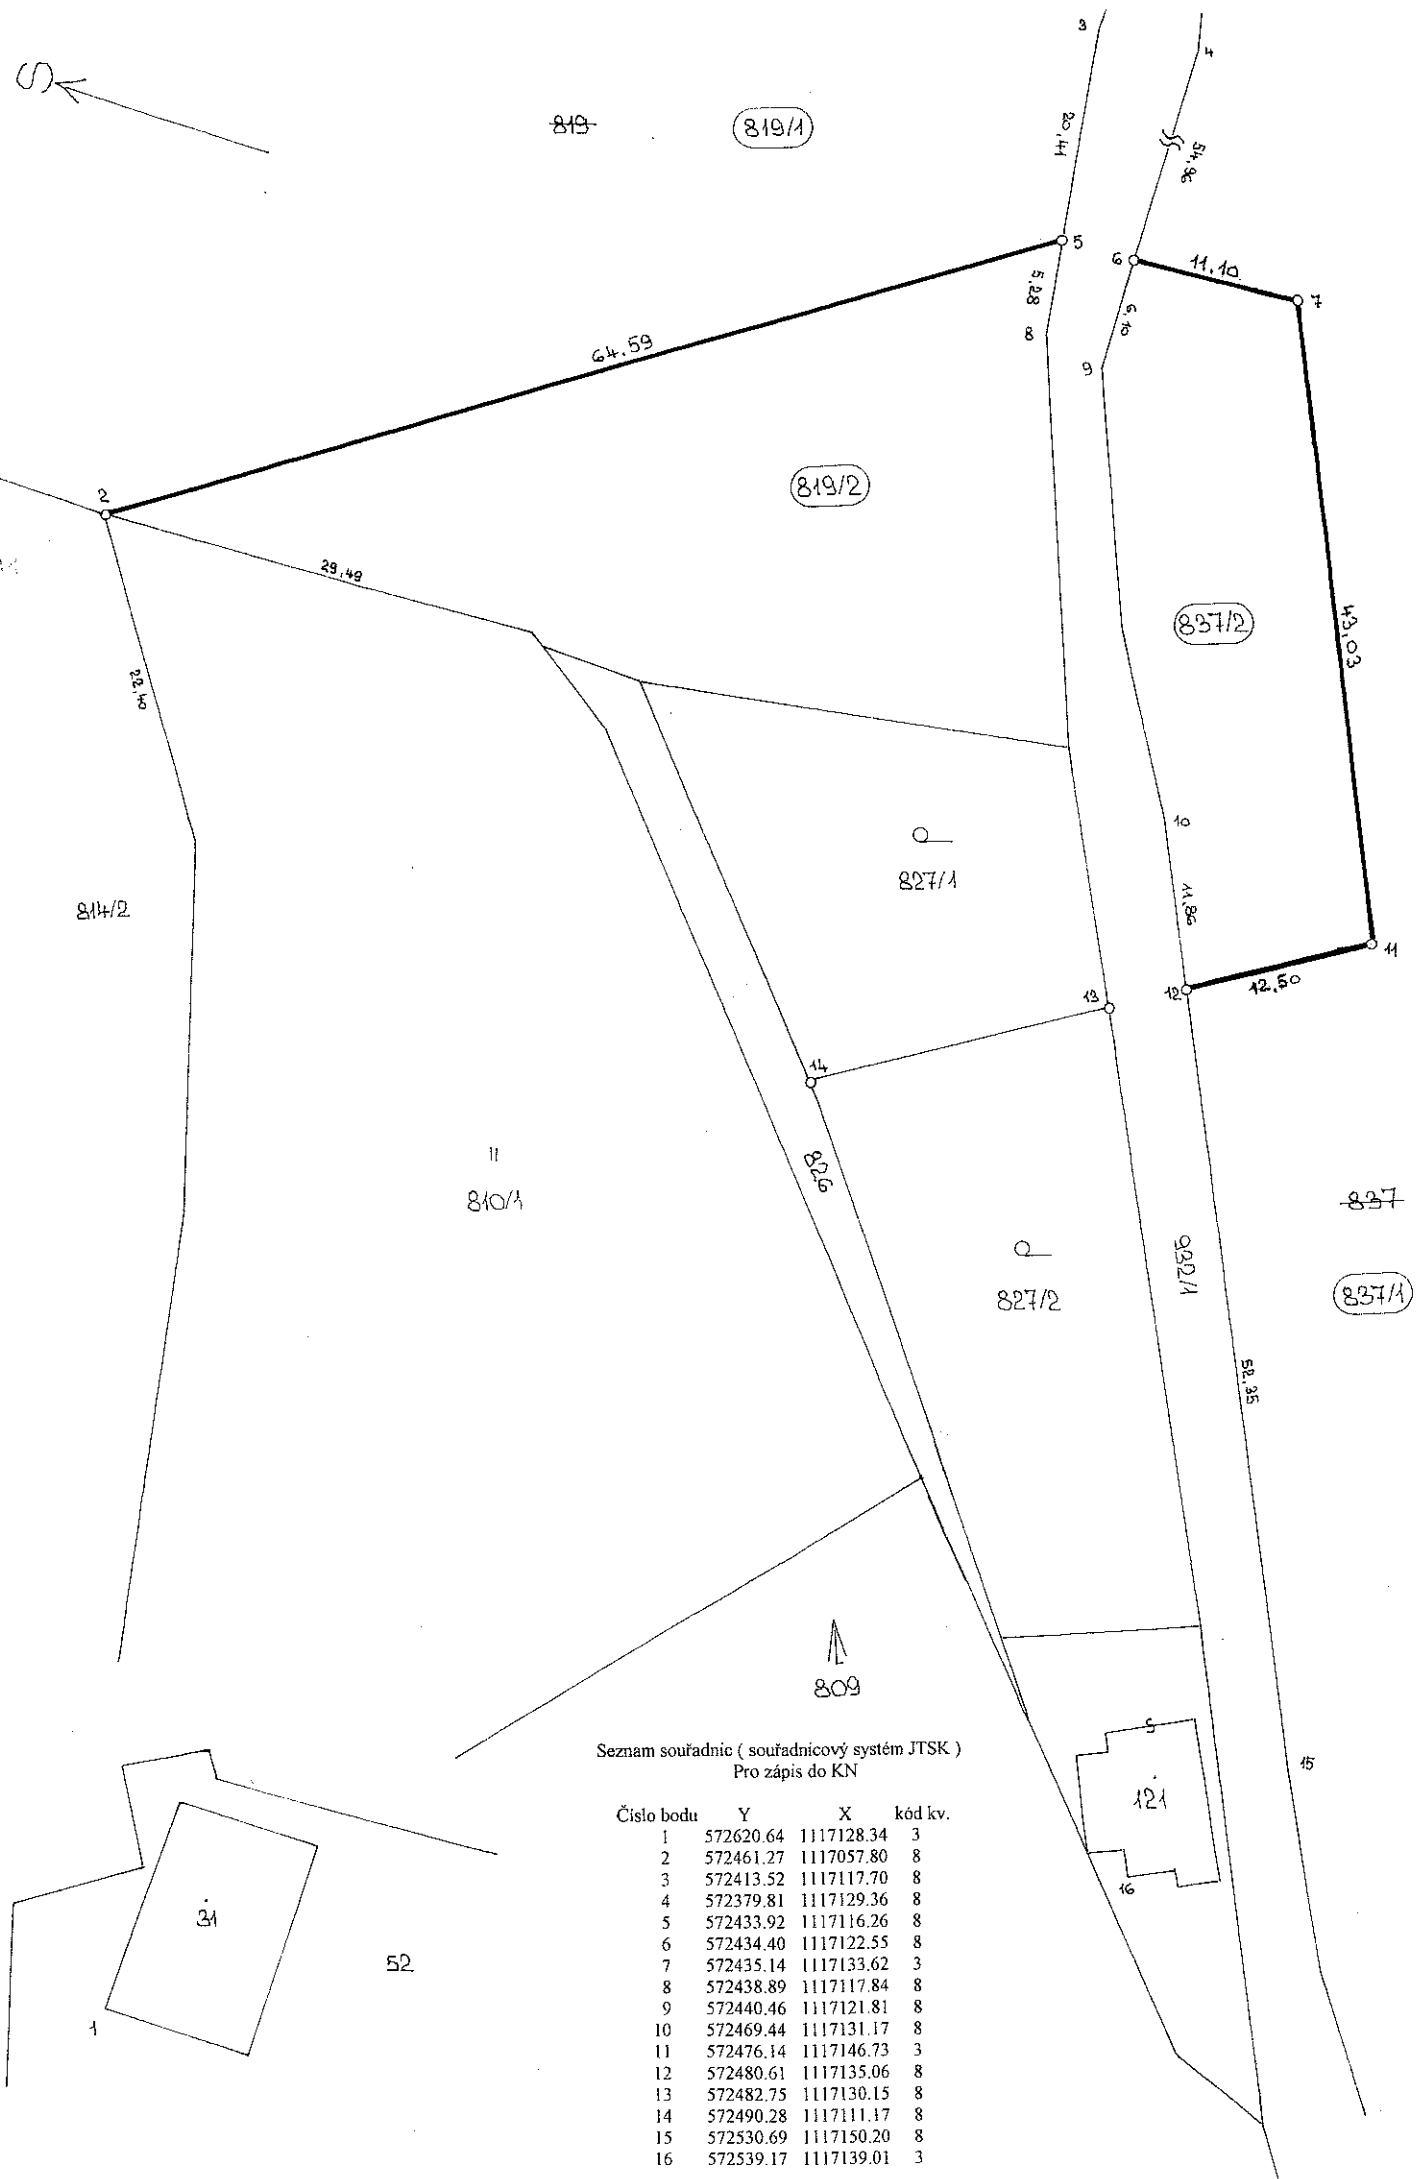 3
4
S
819
819/1
20,41
54,96
5
6
11,10
7
5,28
8
6,10
9
64,59
819/2
2
29,49
837/2
43,03
22,40
10
827/1
11,86
814/2
11
12
12,50
13
14
826
810/1
837
932/1
827/2
837/1
52,35
809
Seznam souřadnic ( souřadnicový systém JTSK )
Pro zápis do KN
Číslo bodu Y X kód kv.
1 572620.64 1117128.34 3
2 572461.27 1117057.80 8
3 572413.52 1117117.70 8
4 572379.81 1117129.36 8
5 572433.92 1117116.26 8
6 572434.40 1117122.55 8
7 572435.14 1117133.62 3
8 572438.89 1117117.84 8
9 572440.46 1117121.81 8
10 572469.44 1117131.17 8
11 572476.14 1117146.73 3
12 572480.61 1117135.06 8
13 572482.75 1117130.15 8
14 572490.28 1117111.17 8
15 572530.69 1117150.20 8
16 572539.17 1117139.01 3
15
121
16
31
52
1